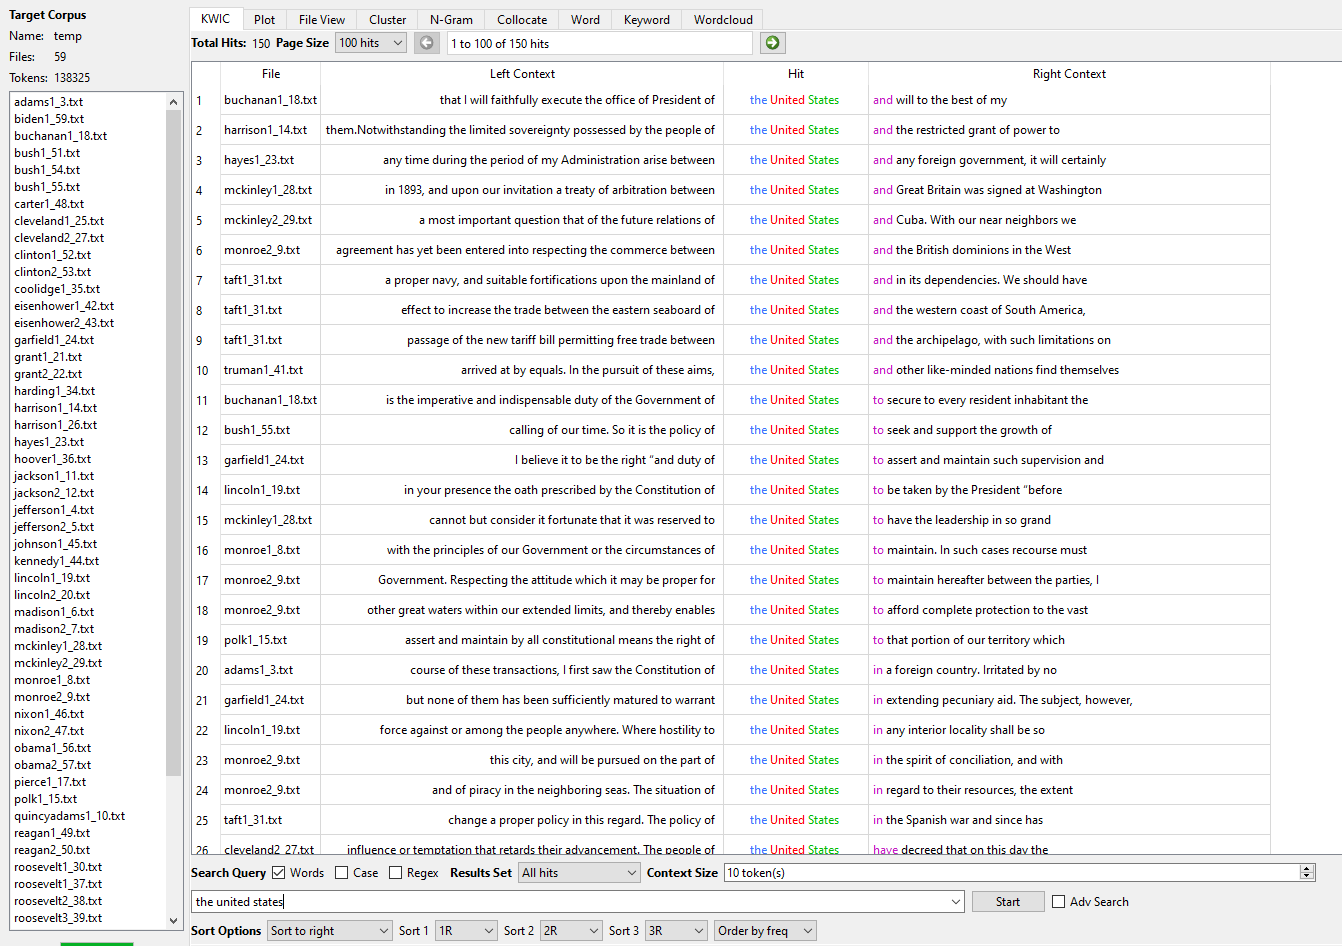 Target Corpus
Name: temp
Files: 59
Tokens: 138325
adams1_3.txt
biden1_59.txt
buchanan1_18.txt
bush1_51.txt
bush1_54.txt
bush1_55.txt
carter1_48.txt
cleveland1_25.txt
cleveland2_27.txt
clinton1_52.txt
clinton2_53.txt
coolidge1_35.txt
eisenhower1_42.txt
eisenhower2_43.txt
garfield1_24.txt
grant1_21.txt
grant2_22.txt
harding1_34.txt
harrison1_14.txt
harrison1_26.txt
hayes1_23.txt
hoover1_36.txt
jackson1_11.txt
jackson2_12.txt
jefferson1_4.txt
jefferson2_5.txt
johnson1_45.txt
kennedy1_44.txt
lincoln1_19.txt
lincoln2_20.txt
madison1_6.txt
madison2_7.txt
mckinley1_28.txt
mckinley2_29.txt
monroe1_8.txt
monroe2_9.txt
nixon1_46.txt
nixon2_47.txt
obama1_56.txt
obama2_57.txt
pierce1_17.txt
polk1_15.txt
quincyadams1_10.txt
reagan1_49.txt
reagan2_50.txt
roosevelt1_30.txt
roosevelt1_37.txt
roosevelt2_38.txt
roosevelt3_39.txt
KWIC Plot File View Cluster N-Gram Collocate Word Keyword Wordcloud
Total Hits: 150 Page Size 100 hits 1 to 100 of 150 hits
File Left Context Hit Right Context
1 buchanan1_18.txt that I will faithfully execute the office of President of the United States and will to the best of my
2 harrison1_14.txt them.Notwithstanding the limited sovereignty possessed by the people of the United States and the restricted grant of power to
3 hayes1_23.txt any time during the period of my Administration arise between the United States and any foreign government, it will certainly
4 mckinley1_28.txt in 1893, and upon our invitation a treaty of arbitration between the United States and Great Britain was signed at Washington
5 mckinley2_29.txt a most important question that of the future relations of the United States and Cuba. With our near neighbors we
6 monroe2_9.txt agreement has yet been entered into respecting the commerce between the United States and the British dominions in the West
7 taft1_31.txt a proper navy, and suitable fortifications upon the mainland of the United States and in its dependencies. We should have
8 taft1_31.txt effect to increase the trade between the eastern seaboard of the United States and the western coast of South America,
9 taft1_31.txt passage of the new tariff bill permitting free trade between the United States and the archipelago, with such limitations on
10 truman1_41.txt arrived at by equals. In the pursuit of these aims, the United States and other like-minded nations find themselves
11 buchanan1_18.txt is the imperative and indispensable duty of the Government of the United States to secure to every resident inhabitant the
12 bush1_55.txt calling of our time. So it is the policy of the United States to seek and support the growth of
13 garfield1_24.txt I believe it to be the right “and duty of the United States to assert and maintain such supervision and
14 lincoln1_19.txt in your presence the oath prescribed by the Constitution of the United States to be taken by the President “before
15 mckinley1_28.txt cannot but consider it fortunate that it was reserved to the United States to have the leadership in so grand
16 monroe1_8.txt with the principles of our Government or the circumstances of the United States to maintain. In such cases recourse must
17 monroe2_9.txt Government. Respecting the attitude which it may be proper for the United States to maintain hereafter between the parties, I
18 monroe2_9.txt other great waters within our extended limits, and thereby enables the United States to afford complete protection to the vast
19 polk1_15.txt assert and maintain by all constitutional means the right of the United States to that portion of our territory which
20 adams1_3.txt course of these transactions, I first saw the Constitution of the United States in a foreign country. Irritated by no
21 garfield1_24.txt but none of them has been sufficiently matured to warrant the United States in extending pecuniary aid. The subject, however,
22 lincoln1_19.txt force against or among the people anywhere. Where hostility to the United States in any interior locality shall be so
23 monroe2_9.txt this city, and will be pursued on the part of the United States in the spirit of conciliation, and with
24 monroe2_9.txt and of piracy in the neighboring seas. The situation of the United States in regard to their resources, the extent
25 taft1_31.txt change a proper policy in this regard. The policy of the United States in the Spanish war and since has
26 cleveland2_27.txt influence or temptation that retards their advancement. The people of the United States have decreed that on this day the
Search Query Words Case Regex Results Set All hits Context Size 10 token(s)
the united states Start Adv Search
Sort Options Sort to right Sort 1 1R Sort 2 2R Sort 3 3R Order by freq